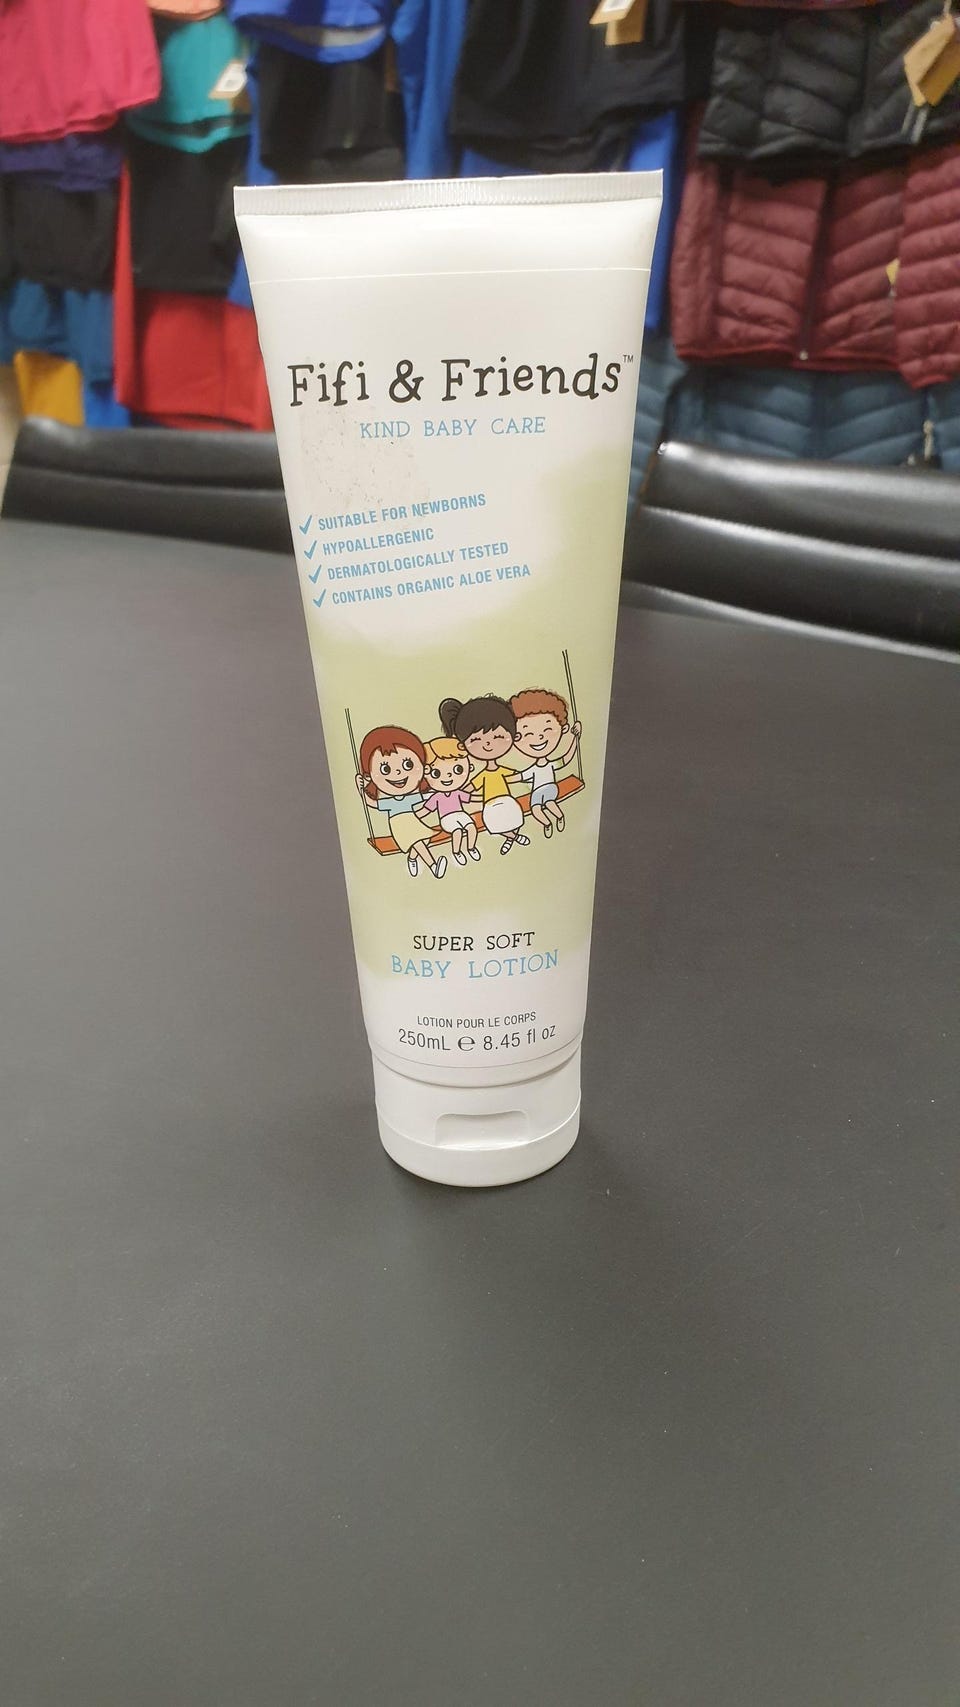 Fifi & Friends™
KIND BABY CARE
✓ SUITABLE FOR NEWBORNS
✓ HYPOALLERGENIC
✓ DERMATOLOGICALLY TESTED
✓ CONTAINS ORGANIC ALOE VERA
SUPER SOFT
BABY LOTION
LOTION POUR LE CORPS
250mL ℮ 8.45 fl oz